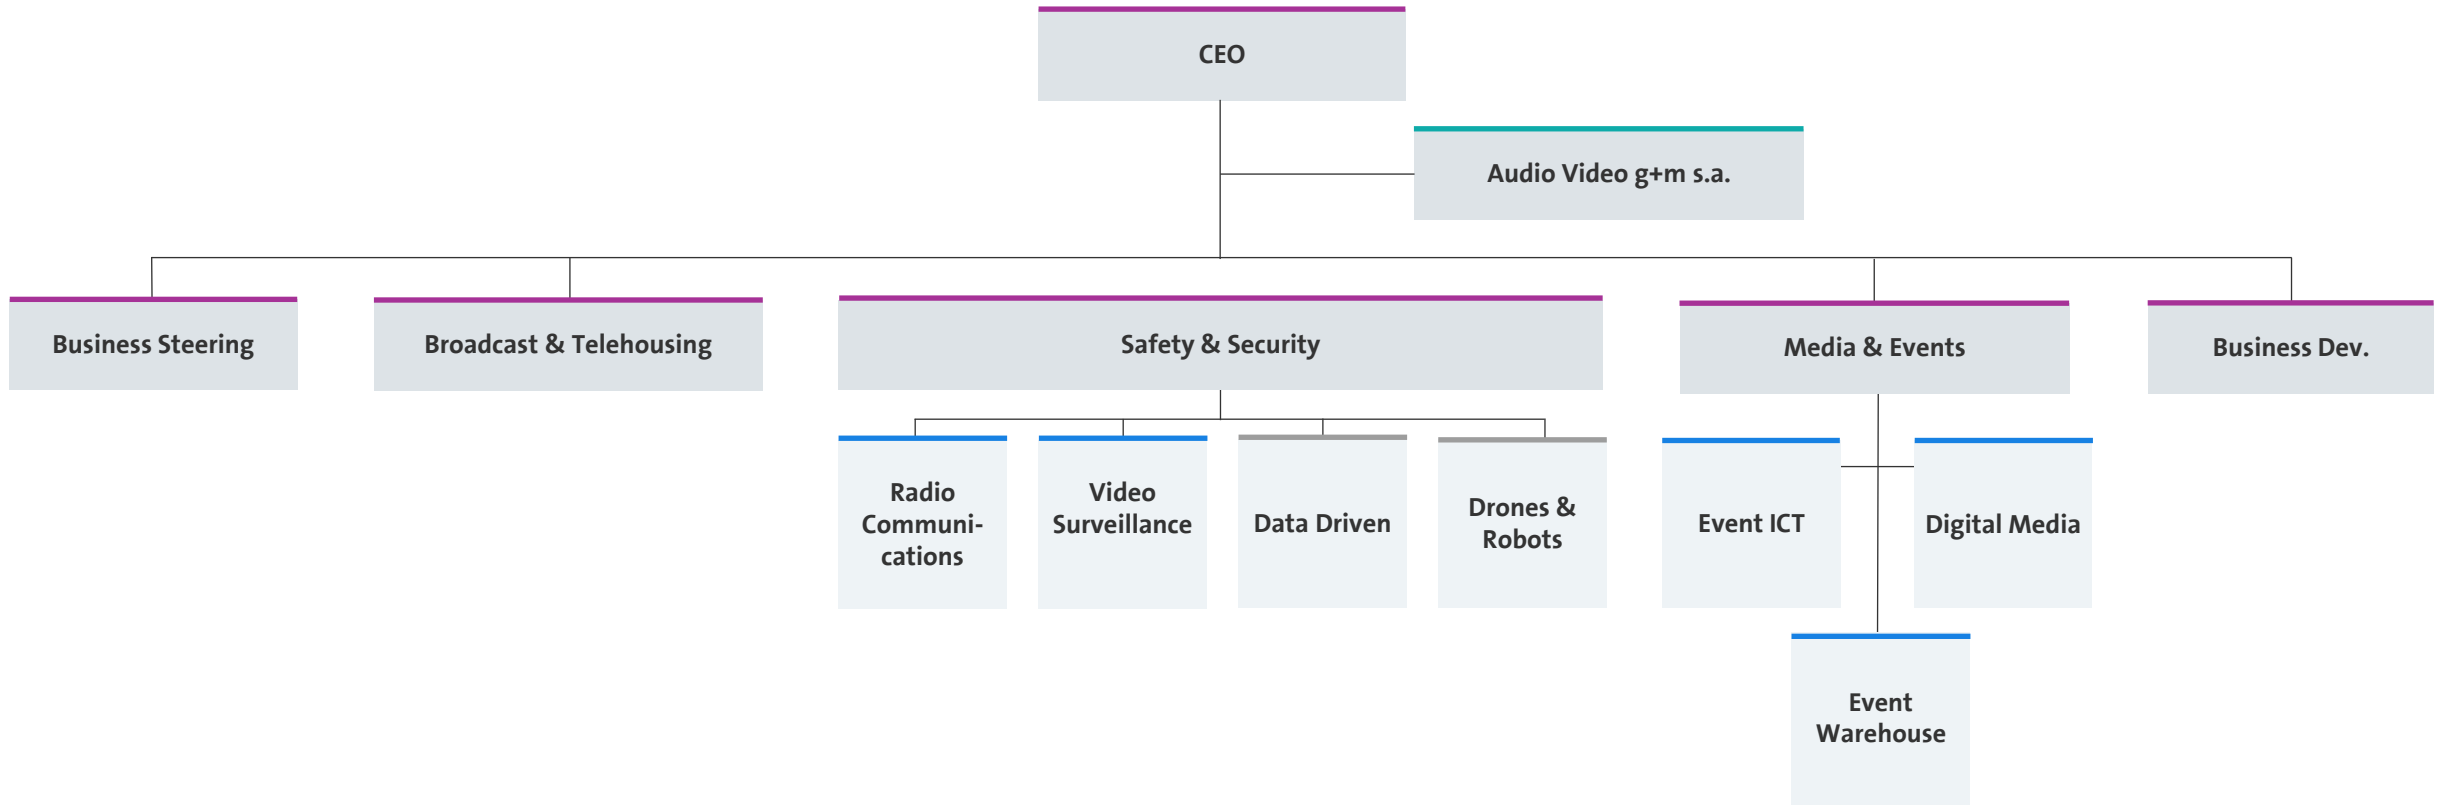 CEO
Audio Video g+m s.a.
Business Steering
Broadcast & Telehousing
Safety & Security
Media & Events
Business Dev.
Radio
Communi-
cations
Video
Surveillance
Data Driven
Drones &
Robots
Event ICT
Digital Media
Event
Warehouse